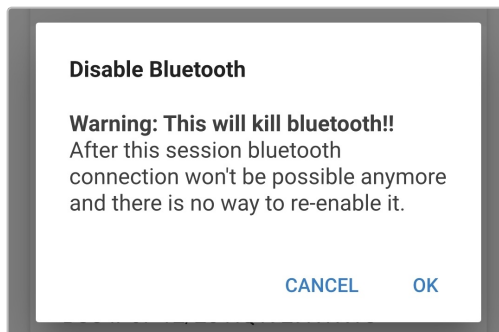 Disable Bluetooth
Warning: This will kill bluetooth!!
After this session bluetooth
connection won't be possible anymore
and there is no way to re-enable it.
CANCEL OK